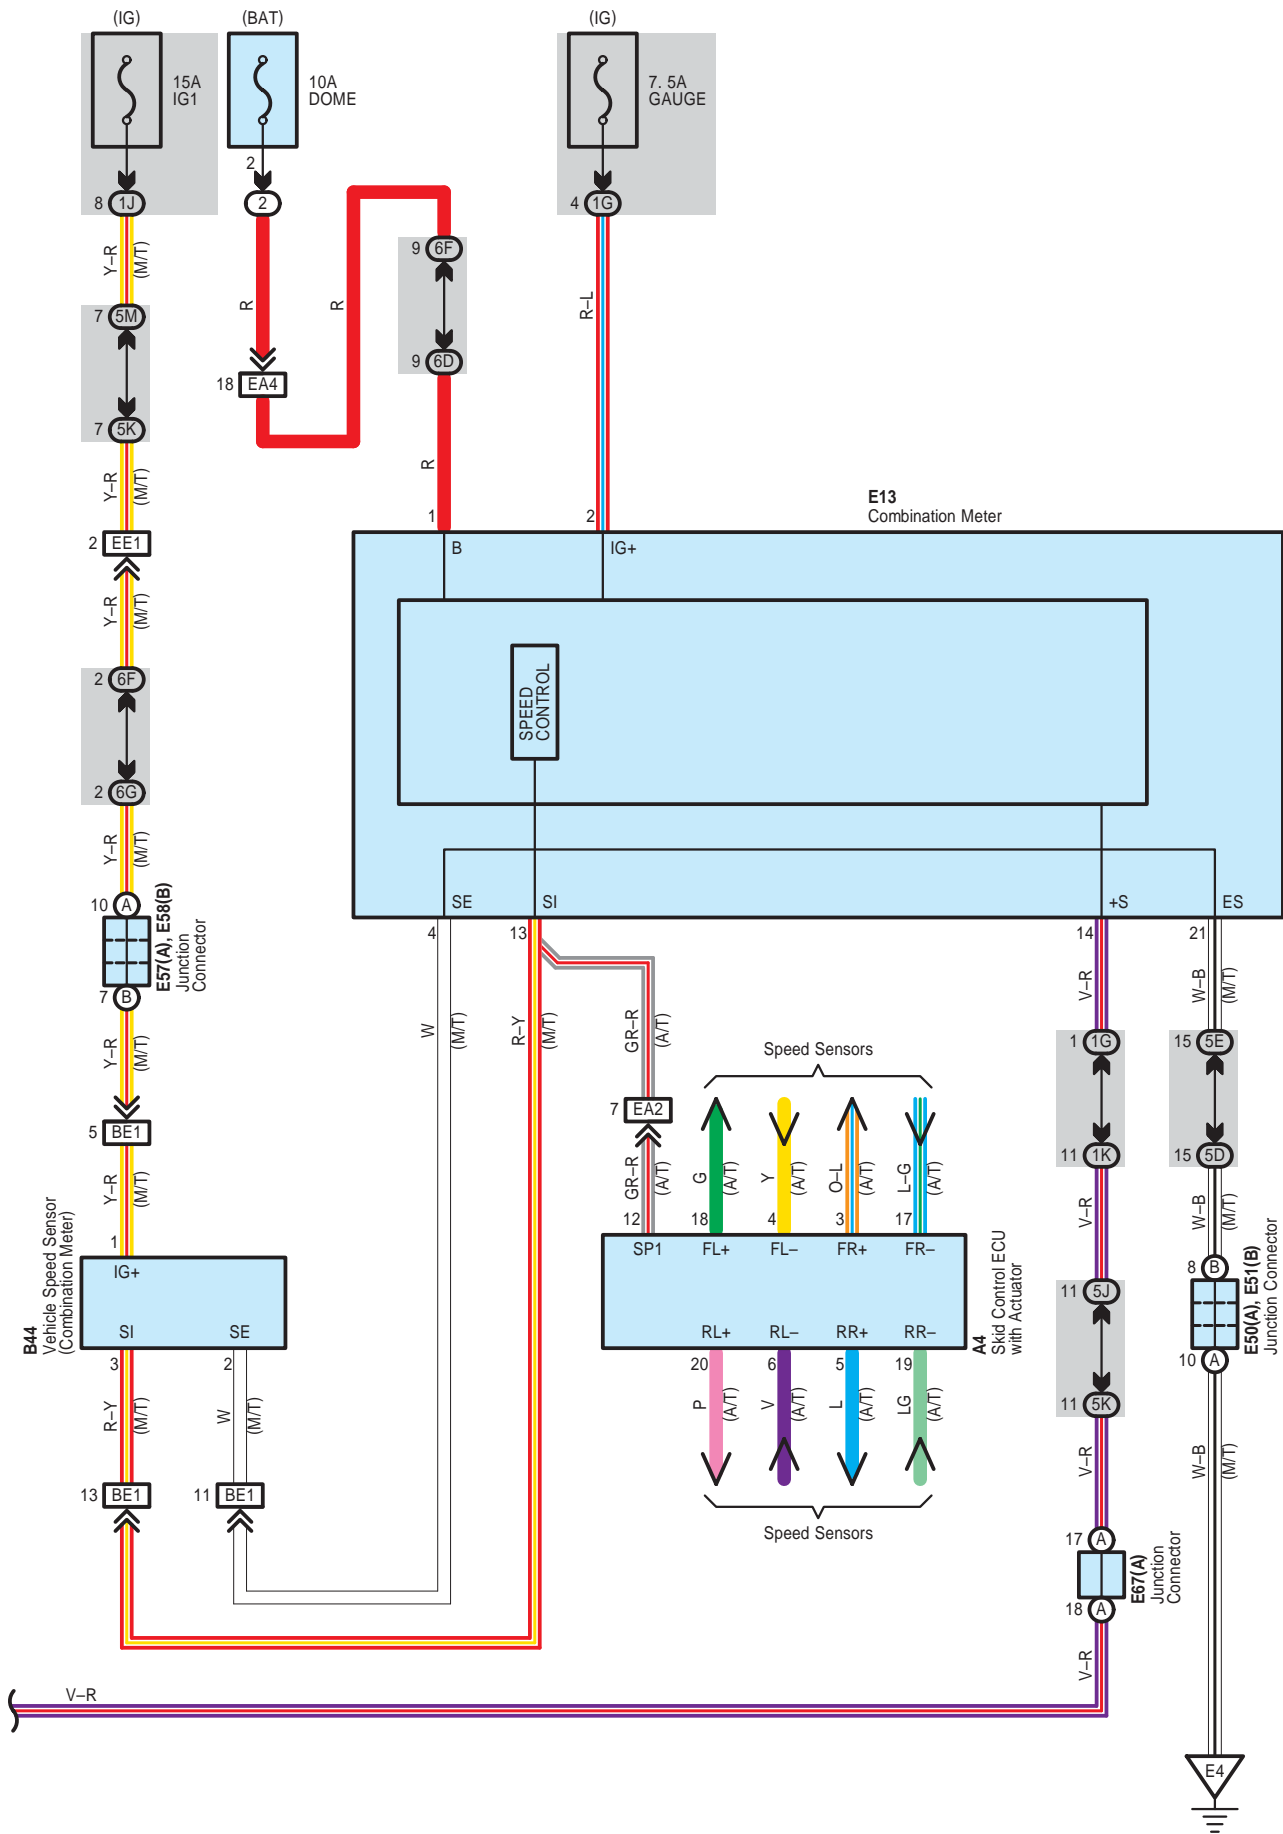 (IG)
(BAT)
(IG)
15A
IG1
10A
DOME
7. 5A
GAUGE
2
8 1J
2
4 1G
Y–R
(M/T)
9 6F
R
R
R–L
7 5M
9 6D
18 EA4
7 5K
R
Y–R
(M/T)
E13
Combination Meter
1
2
2 EE1
B
IG+
Y–R
(M/T)
SPEED
CONTROL
2 6F
2 6G
Y–R
(M/T)
10 A
E57(A), E58(B)
Junction
Connector
7 B
SE
SI
+S
ES
4
13
14
21
Y–R
(M/T)
W
(M/T)
R–Y
(M/T)
GR–R
(A/T)
V–R
W–B
(M/T)
1 1G
15 5E
Speed Sensors
7 EA2
5 BE1
11 1K
15 5D
GR–R
(A/T)
G
(A/T)
Y
(A/T)
O–L
(A/T)
L–G
(A/T)
Y–R
(M/T)
V–R
W–B
(M/T)
12
18
4
3
17
1
SP1
FL+
FL–
FR+
FR–
IG+
SI
SE
B44
Vehicle Speed Sensor
(Combination Meter)
RL+
RL–
RR+
RR–
A4
Skid Control ECU
with Actuator
11 5J
8 B
E50(A), E51(B)
Junction Connector
10 A
3
2
20
6
5
19
R–Y
(M/T)
W
(M/T)
P
(A/T)
V
(A/T)
L
(A/T)
LG
(A/T)
11 5K
V–R
W–B
(M/T)
13 BE1
11 BE1
Speed Sensors
17 A
E67(A)
Junction
Connector
18 A
V–R
V–R
E4